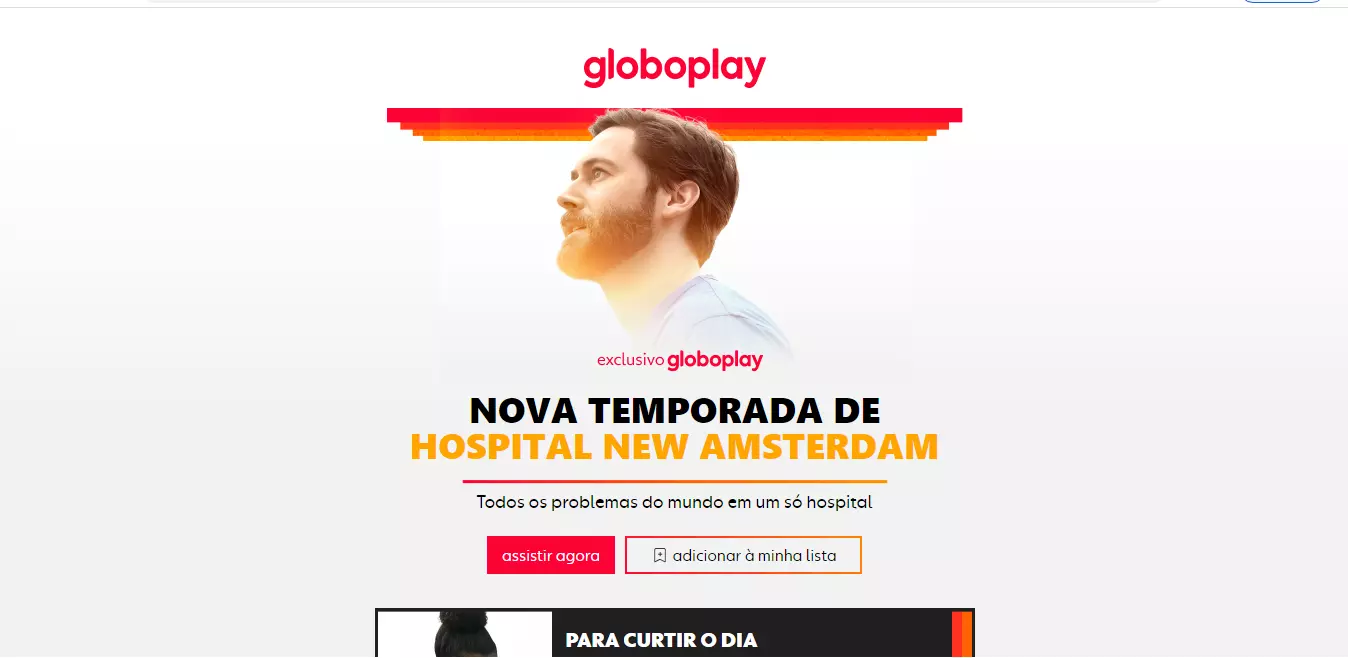 globoplay
exclusivo globoplay
NOVA TEMPORADA DE
HOSPITAL NEW AMSTERDAM
Todos os problemas do mundo em um só hospital
assistir agora
adicionar à minha lista
PARA CURTIR O DIA